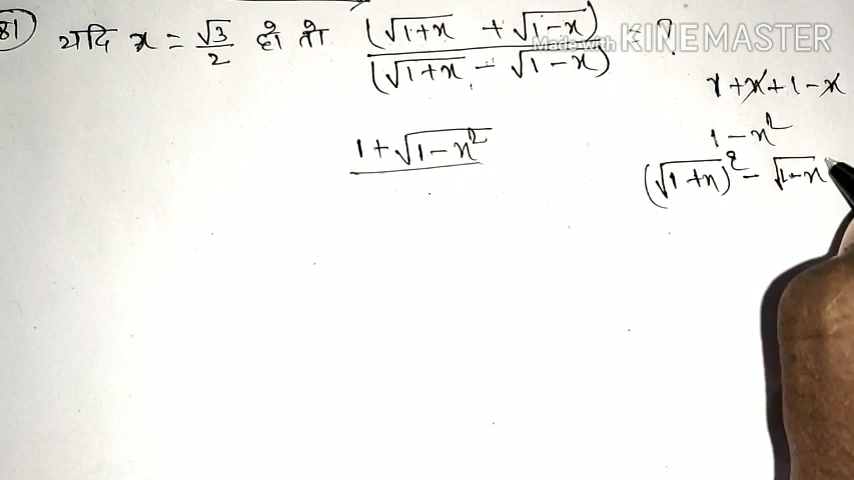 81) यदि x = √3/2 हो तो (√1+x + √1-x)/(√1+x - √1-x) = ?
Made with KINEMASTER
1+x+1-x
1-x²
1+√1-x²
(√1+x)² - √1-x